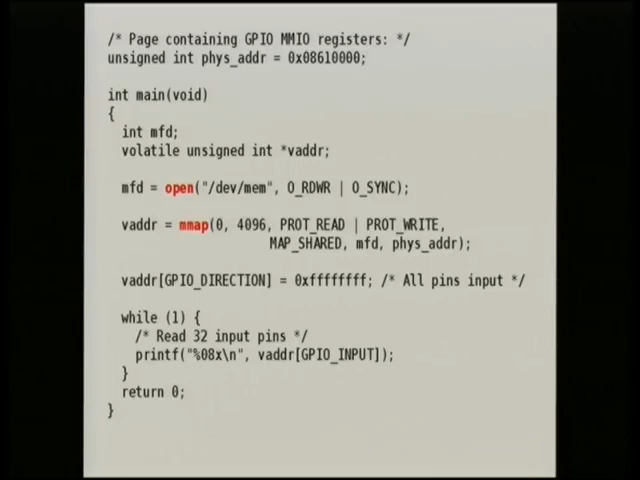 /* Page containing GPIO MMIO registers: */
unsigned int phys_addr = 0x08610000;
int main(void)
{
int mfd;
volatile unsigned int *vaddr;
mfd = open("/dev/mem", O_RDWR | O_SYNC);
vaddr = mmap(0, 4096, PROT_READ | PROT_WRITE,
MAP_SHARED, mfd, phys_addr);
vaddr[GPIO_DIRECTION] = 0xffffffff; /* All pins input */
while (1) {
/* Read 32 input pins */
printf("%08x\n", vaddr[GPIO_INPUT]);
}
return 0;
}